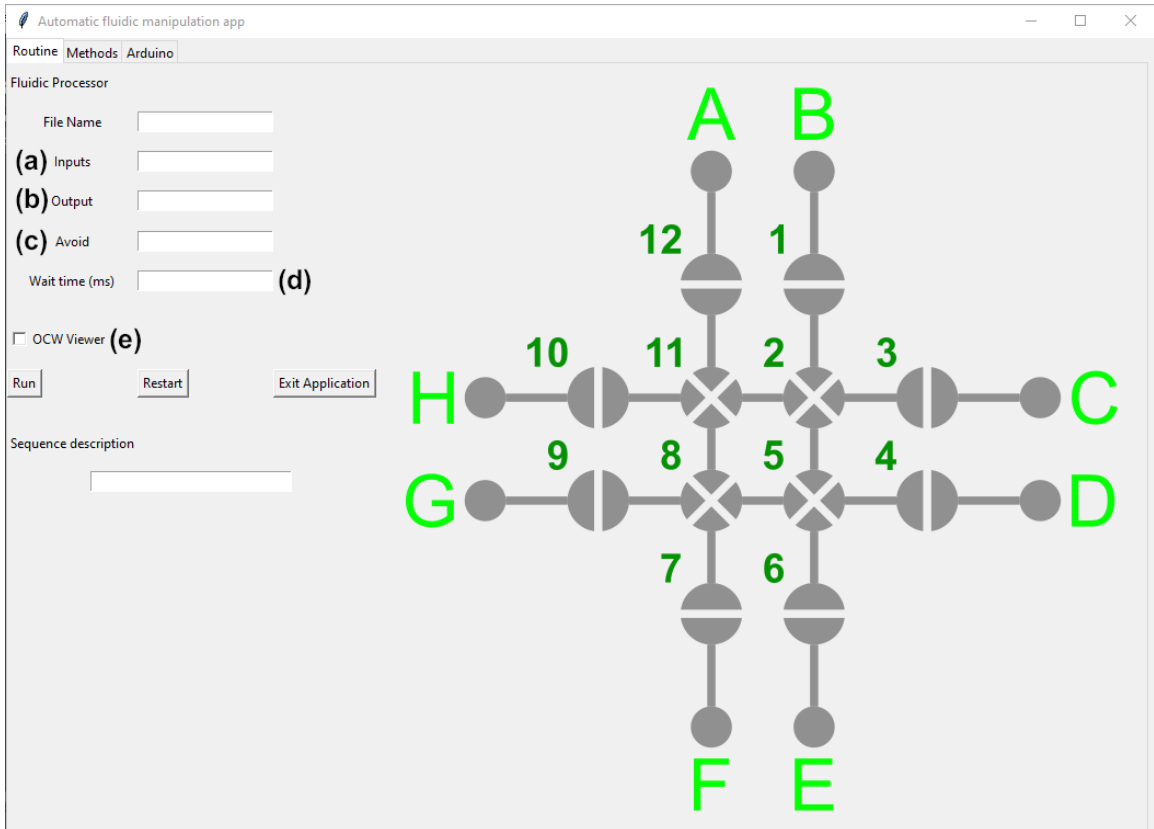 Automatic fluidic manipulation app
Routine Methods Arduino
Fluidic Processor
File Name
(a) Inputs
(b) Output
(c) Avoid
Wait time (ms) (d)
OCW Viewer (e)
Run Restart Exit Application
Sequence description
A B
12 1
10 11 2 3
H C
9 8 5 4
G D
7 6
F E